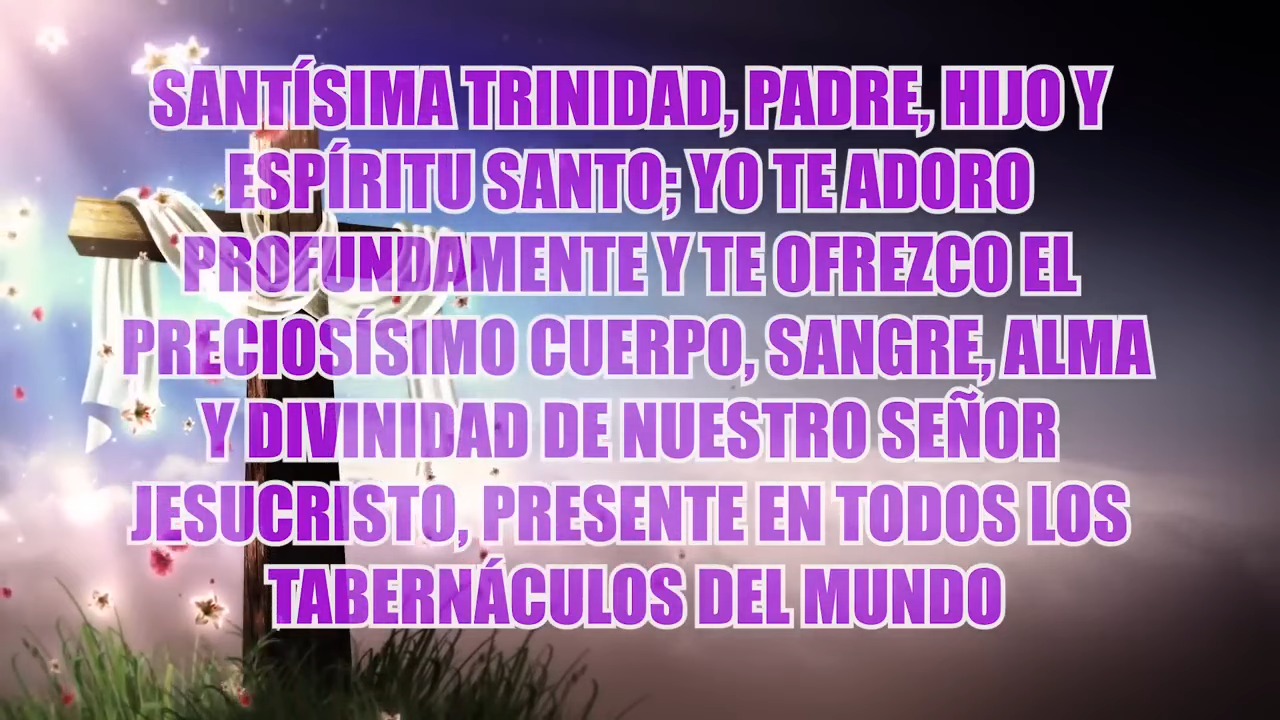 SANTÍSIMA TRINIDAD, PADRE, HIJO Y
ESPÍRITU SANTO; YO TE ADORO
PROFUNDAMENTE Y TE OFREZCO EL
PRECIOSÍSIMO CUERPO, SANGRE, ALMA
Y DIVINIDAD DE NUESTRO SEÑOR
JESUCRISTO, PRESENTE EN TODOS LOS
TABERNÁCULOS DEL MUNDO